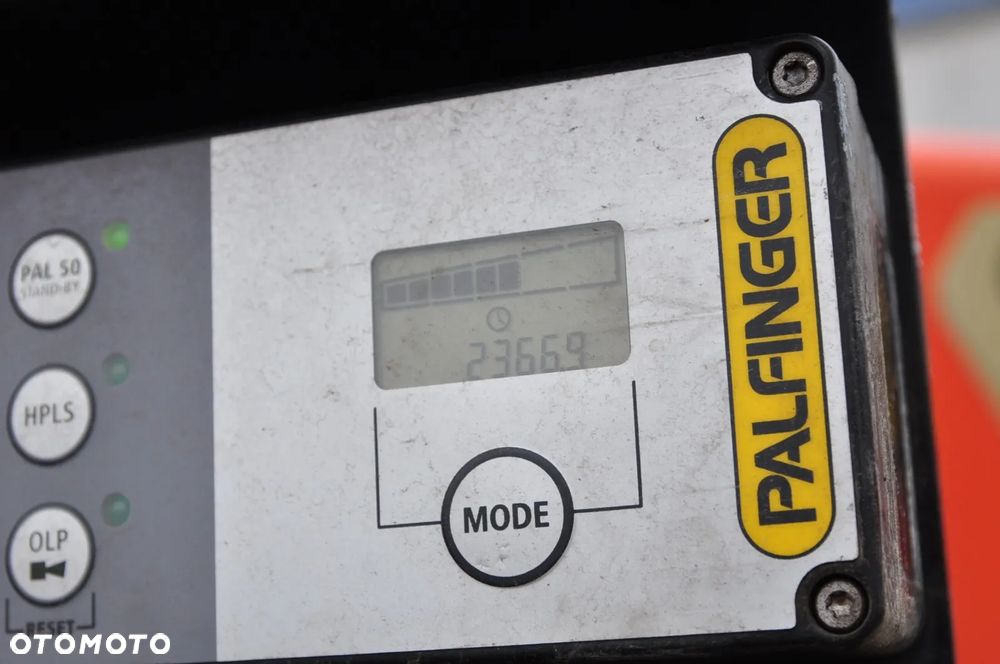 PAL 50
STAND-BY
HPLS
OLP
RESET
23669
MODE
PALFINGER
OTOMOTO